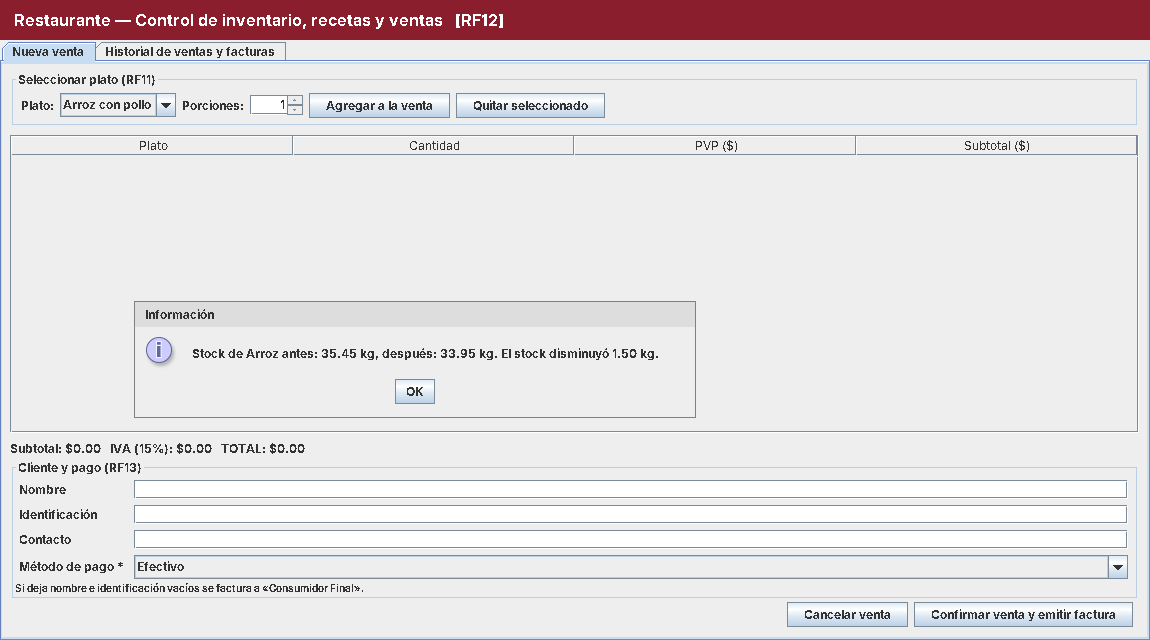 Restaurante — Control de inventario, recetas y ventas [RF12]
Nueva venta Historial de ventas y facturas
Seleccionar plato (RF11)
Plato: Arroz con pollo Porciones: 1 Agregar a la venta Quitar seleccionado
Plato Cantidad PVP ($) Subtotal ($)
Información
i
Stock de Arroz antes: 35.45 kg, después: 33.95 kg. El stock disminuyó 1.50 kg.
OK
Subtotal: $0.00 IVA (15%): $0.00 TOTAL: $0.00
Cliente y pago (RF13)
Nombre
Identificación
Contacto
Método de pago * Efectivo
Si deja nombre e identificación vacíos se factura a «Consumidor Final».
Cancelar venta Confirmar venta y emitir factura